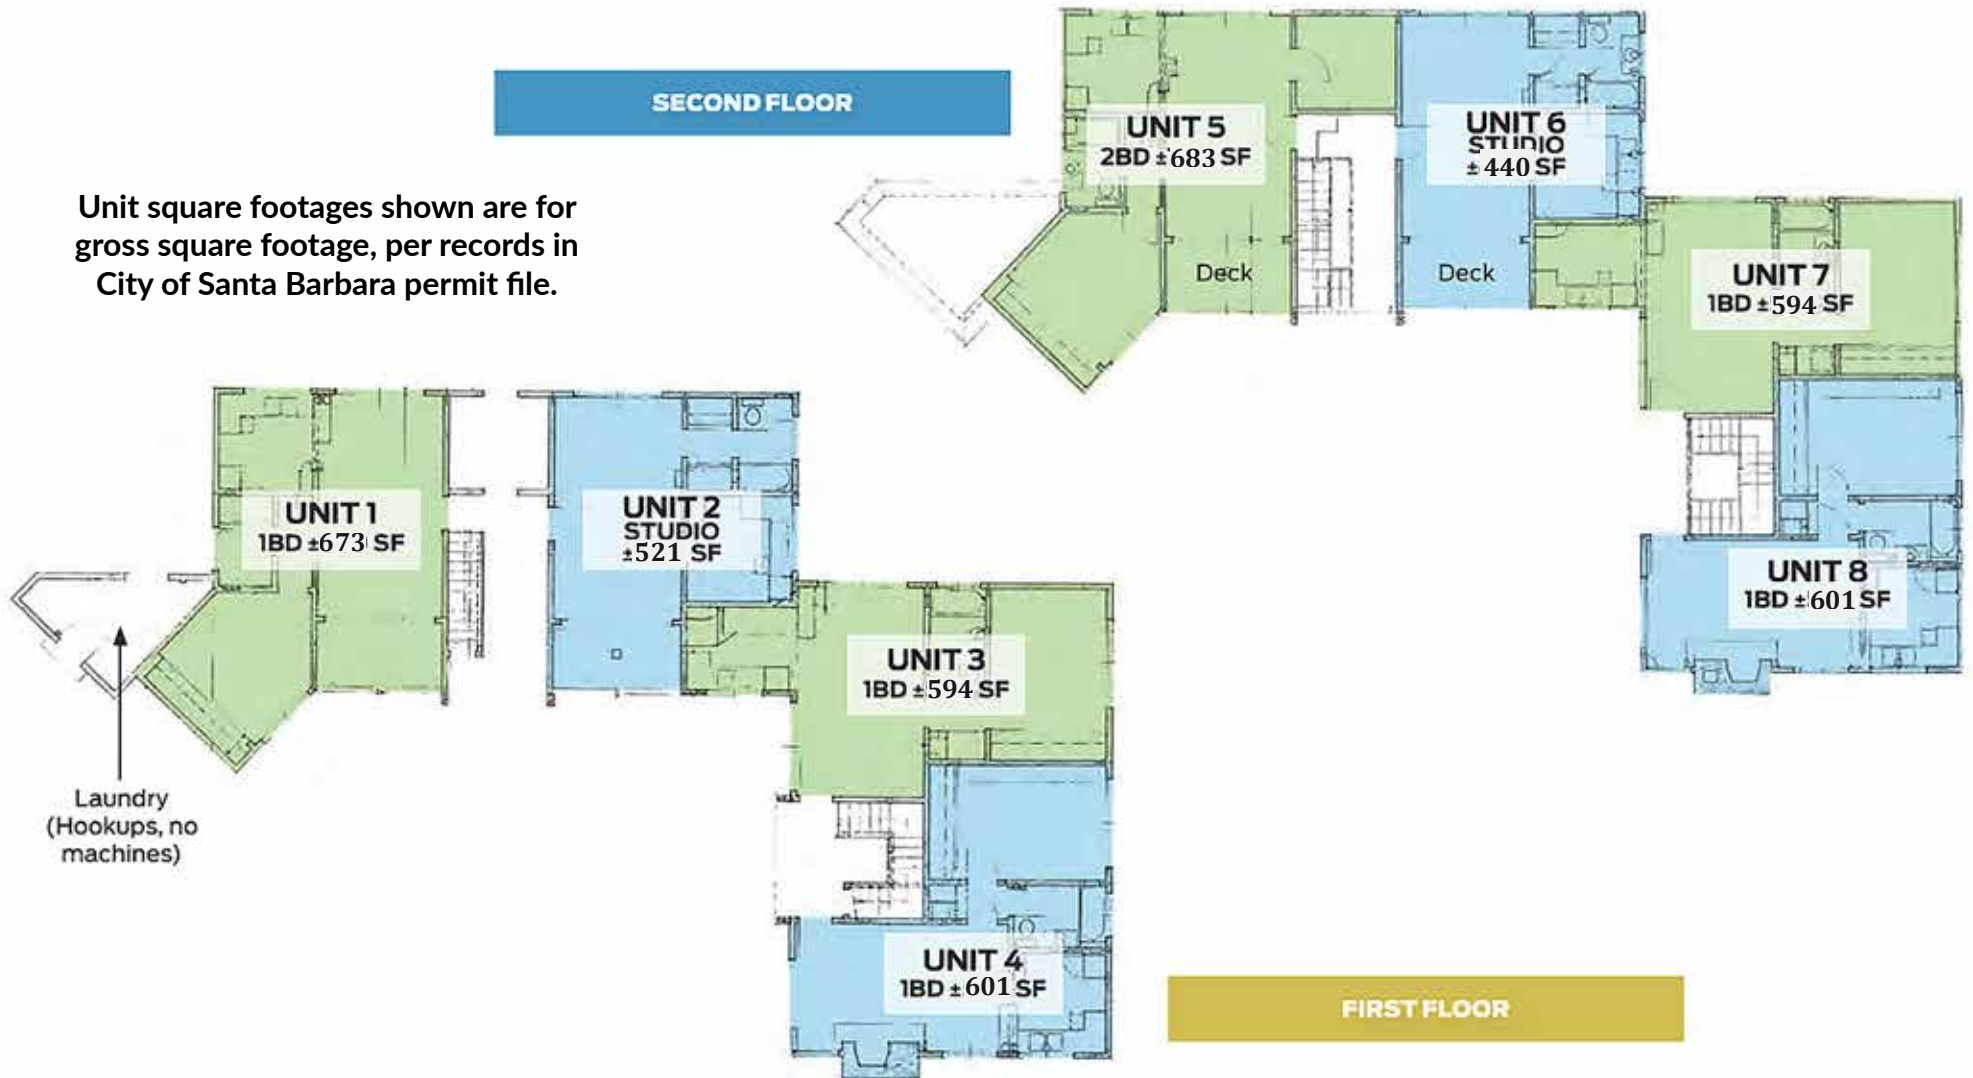 SECOND FLOOR
Unit square footages shown are for
gross square footage, per records in
City of Santa Barbara permit file.
UNIT 5
2BD ±683 SF
Deck
UNIT 6
STUDIO
±440 SF
Deck
UNIT 7
1BD ±594 SF
UNIT 8
1BD ±601 SF
UNIT 1
1BD ±673 SF
UNIT 2
STUDIO
±521 SF
UNIT 3
1BD ±594 SF
UNIT 4
1BD ±601 SF
Laundry
(Hookups, no
machines)
FIRST FLOOR